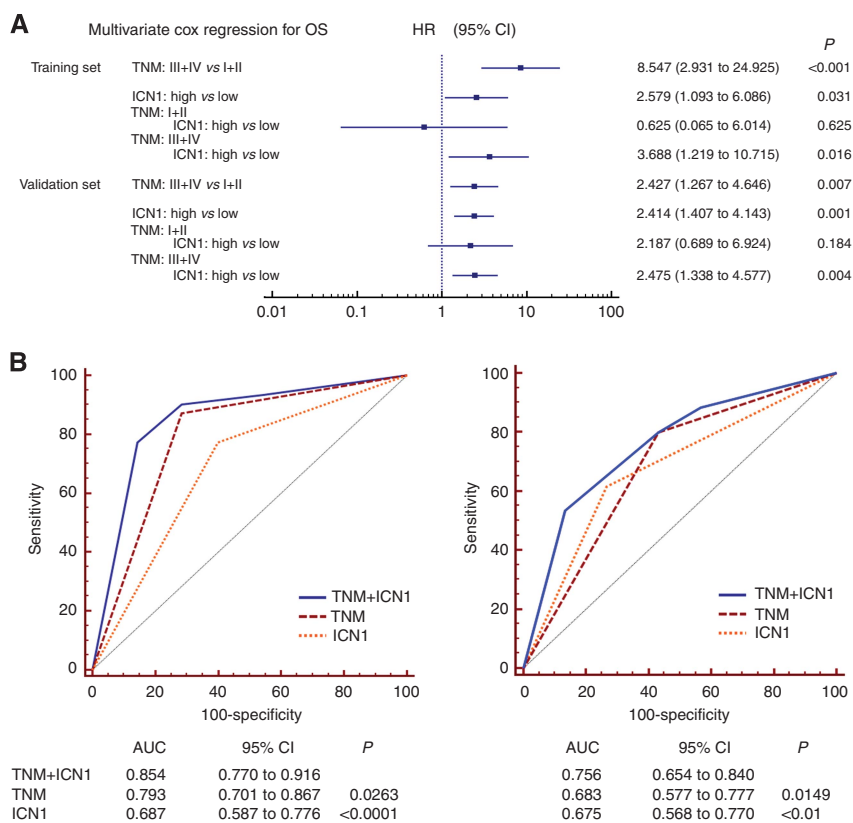 A
Multivariate cox regression for OS HR (95% CI)
P
Training set TNM: III+IV vs I+II 8.547 (2.931 to 24.925) <0.001
ICN1: high vs low 2.579 (1.093 to 6.086) 0.031
TNM: I+II
ICN1: high vs low 0.625 (0.065 to 6.014) 0.625
TNM: III+IV
ICN1: high vs low 3.688 (1.219 to 10.715) 0.016
Validation set TNM: III+IV vs I+II 2.427 (1.267 to 4.646) 0.007
ICN1: high vs low 2.414 (1.407 to 4.143) 0.001
TNM: I+II
ICN1: high vs low 2.187 (0.689 to 6.924) 0.184
TNM: III+IV
ICN1: high vs low 2.475 (1.338 to 4.577) 0.004
0.01 0.1 1 10 100
B
100
80
60
40
20
0
Sensitivity
TNM+ICN1
TNM
ICN1
0 20 40 60 80 100
100-specificity
AUC 95% CI P
TNM+ICN1 0.854 0.770 to 0.916
TNM 0.793 0.701 to 0.867 0.0263
ICN1 0.687 0.587 to 0.776 <0.0001
100
80
60
40
20
0
Sensitivity
TNM+ICN1
TNM
ICN1
0 20 40 60 80 100
100-specificity
AUC 95% CI P
0.756 0.654 to 0.840
0.683 0.577 to 0.777 0.0149
0.675 0.568 to 0.770 <0.01